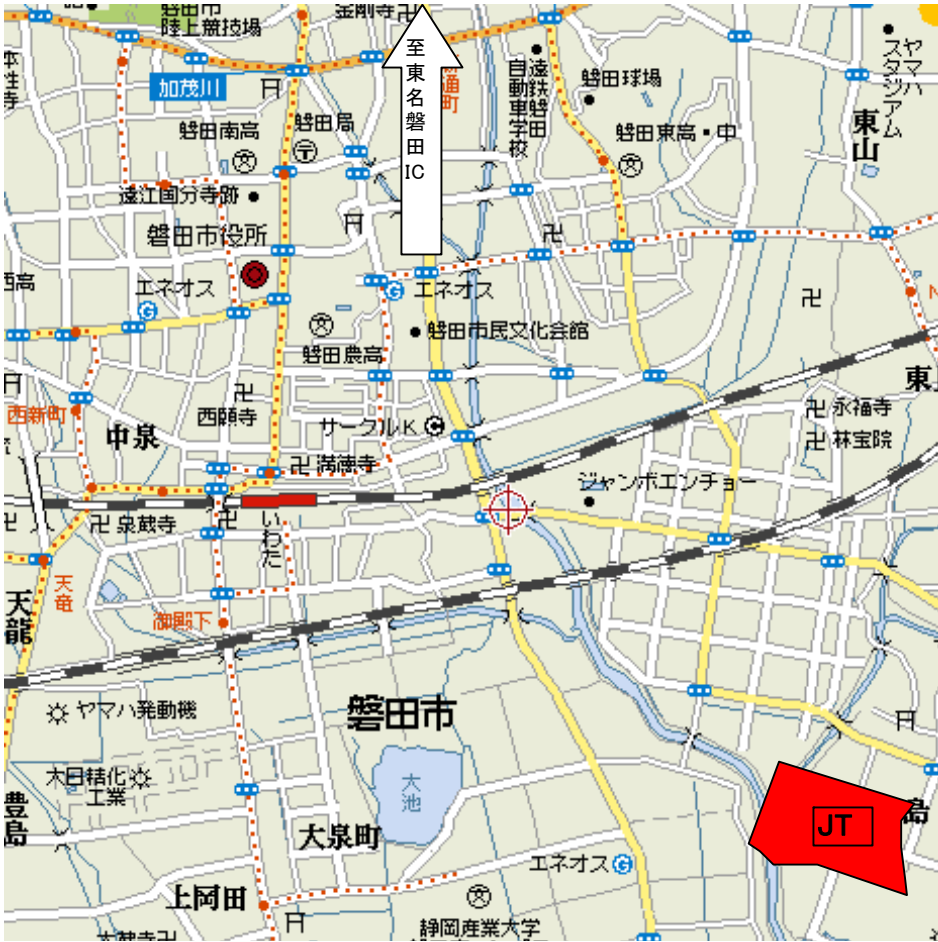 磐田市
陸上競技場
金剛寺卍
至東名磐田IC
加茂川
磐田南高
磐田局
遠鉄磐田
自動車学校
磐田球場
ヤマハ
スタジアム
磐田東高・中
東山
遠江国分寺跡
磐田市役所
西高
エネオス
エネオス
磐田市民文化会館
磐田農高
西新町
西願寺
中泉
サークルK
満徳寺
永福寺
林宝院
ジャンボエンチョー
泉蔵寺
いわた
天竜
天龍
御殿下
ヤマハ発動機
磐田市
大池
工業
豊島
大泉町
JT
島
エネオス
上岡田
静岡産業大学